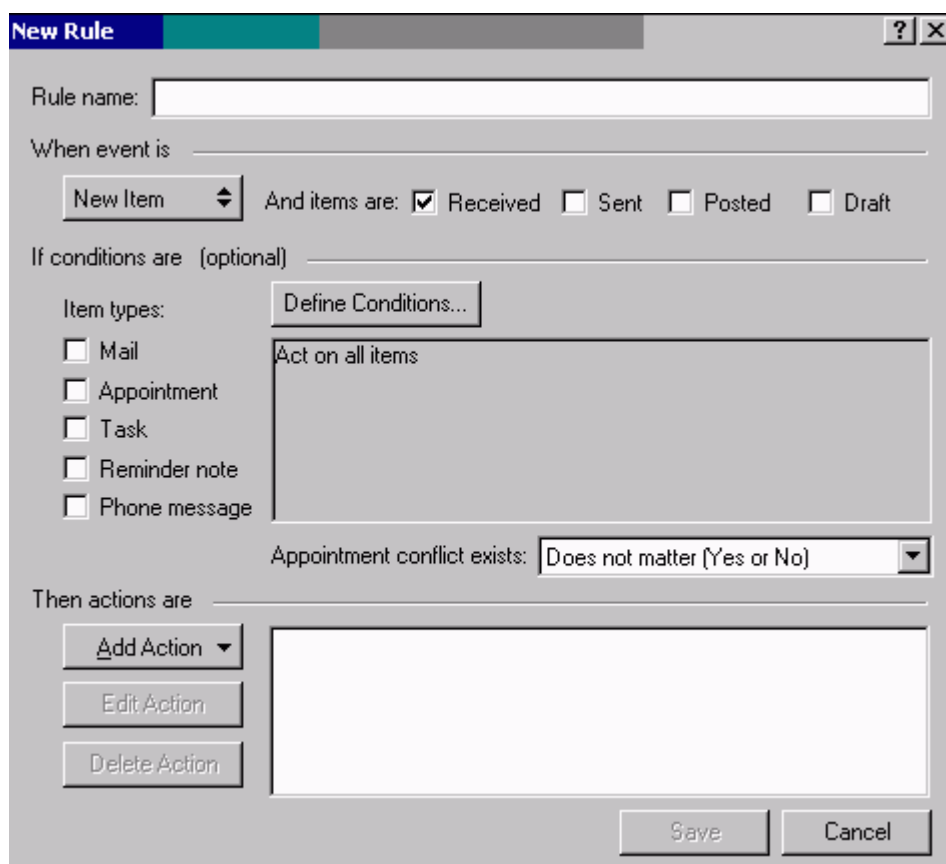 New Rule ? X
Rule name:
When event is
New Item And items are: Received Sent Posted Draft
If conditions are (optional)
Item types: Define Conditions...
Mail Act on all items
Appointment
Task
Reminder note
Phone message
Appointment conflict exists: Does not matter (Yes or No)
Then actions are
Add Action
Edit Action
Delete Action
Save Cancel